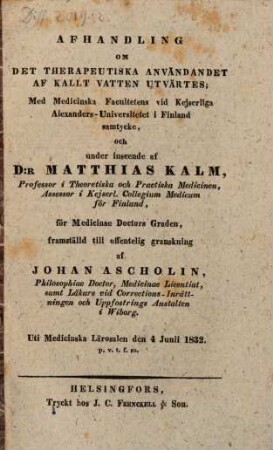 AFHANDLING
OM
DET THERAPEUTISKA ANVÄNDANDET
AF KALLT VATTEN UTVÄRTES;
Med Medicinska Facultetens vid Kejserliga
Alexanders-Universitetet i Finland
samtycke,
och
under inseende af
D:R MATTHIAS KALM,
Professor i Theoretiska och Practiska Medicinen,
Assessor i Kejserl. Collegium Medicum
för Finland,
för Medicinæ Doctors Graden,
framställd till offentelig granskning
af
JOHAN ASCHOLIN,
Philosophiæ Doctor, Medicinæ Licentiat,
samt Läkare vid Corrections-Inrätt-
ningen och Uppfostrings Anstalten
i Wiborg.
Uti Medicinska Lärosalen den 4 Junii 1832.
p. v. t. f. m.
HELSINGFORS,
Tryckt hos J. C. FRENCKELL & Son.